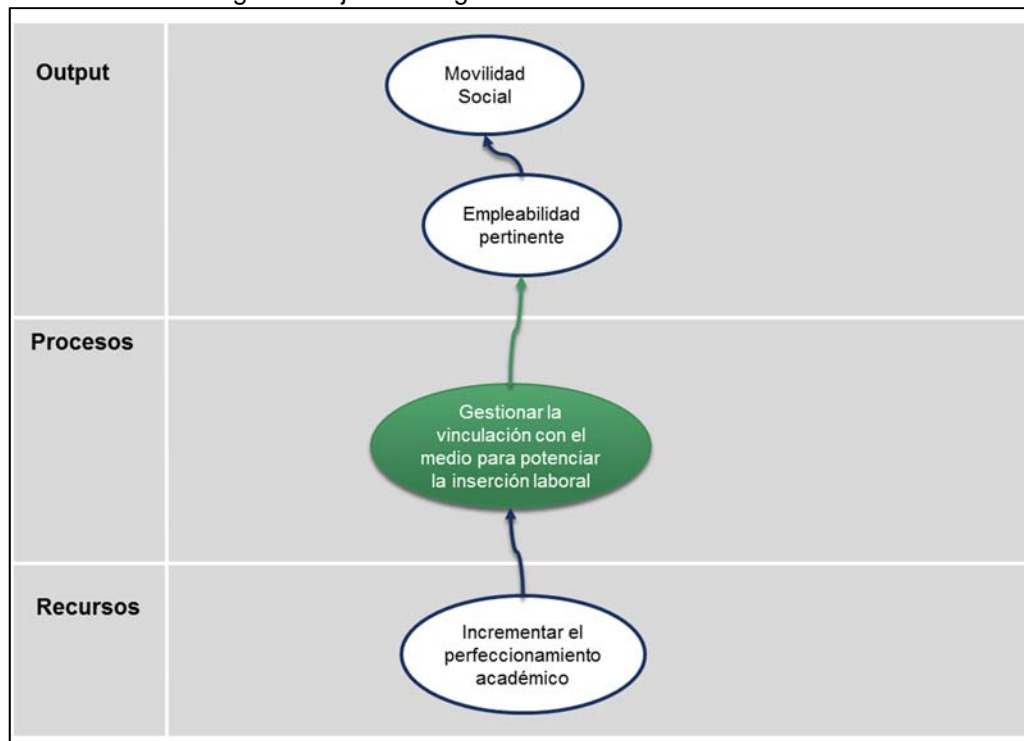 Output
Movilidad
Social
Empleabilidad
pertinente
Procesos
Gestionar la
vinculación con el
medio para potenciar
la inserción laboral
Recursos
Incrementar el
perfeccionamiento
académico